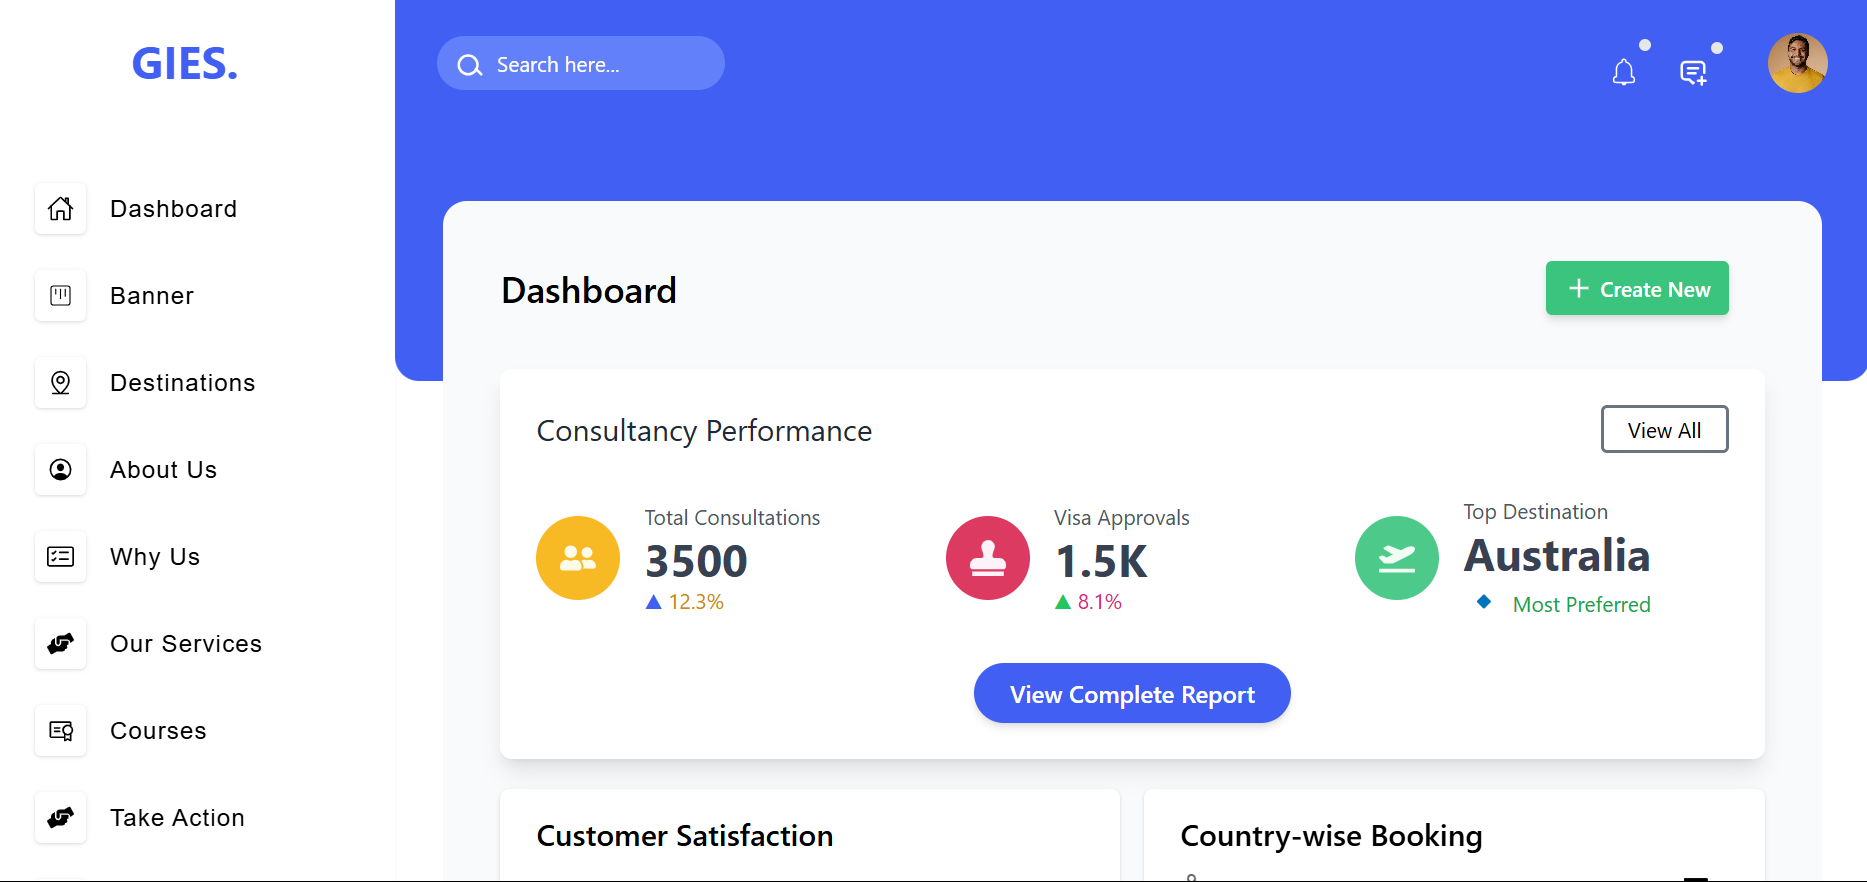 GIES.
Search here...
Dashboard
Banner
Destinations
About Us
Why Us
Our Services
Courses
Take Action
Dashboard
Create New
Consultancy Performance
View All
Total Consultations
3500
12.3%
Visa Approvals
1.5K
8.1%
Top Destination
Australia
Most Preferred
View Complete Report
Customer Satisfaction
Country-wise Booking